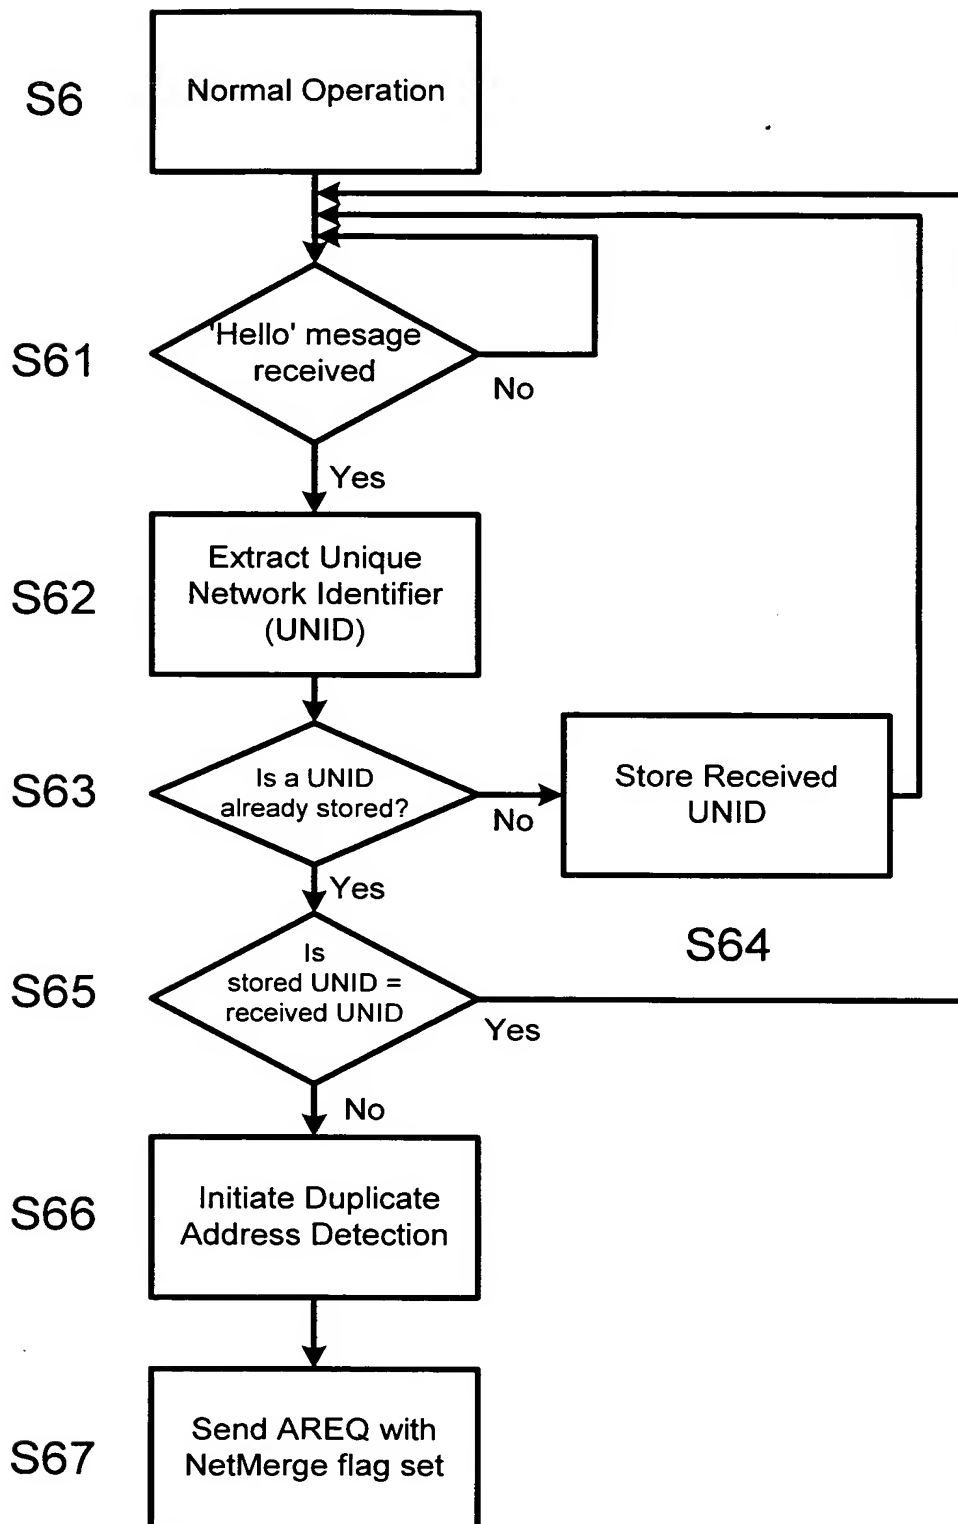 S6
Normal Operation
S61
'Hello' mesage
received
No
Yes
S62
Extract Unique
Network Identifier
(UNID)
S63
Is a UNID
already stored?
No
Store Received
UNID
Yes
S64
S65
Is
stored UNID =
received UNID
Yes
No
S66
Initiate Duplicate
Address Detection
S67
Send AREQ with
NetMerge flag set